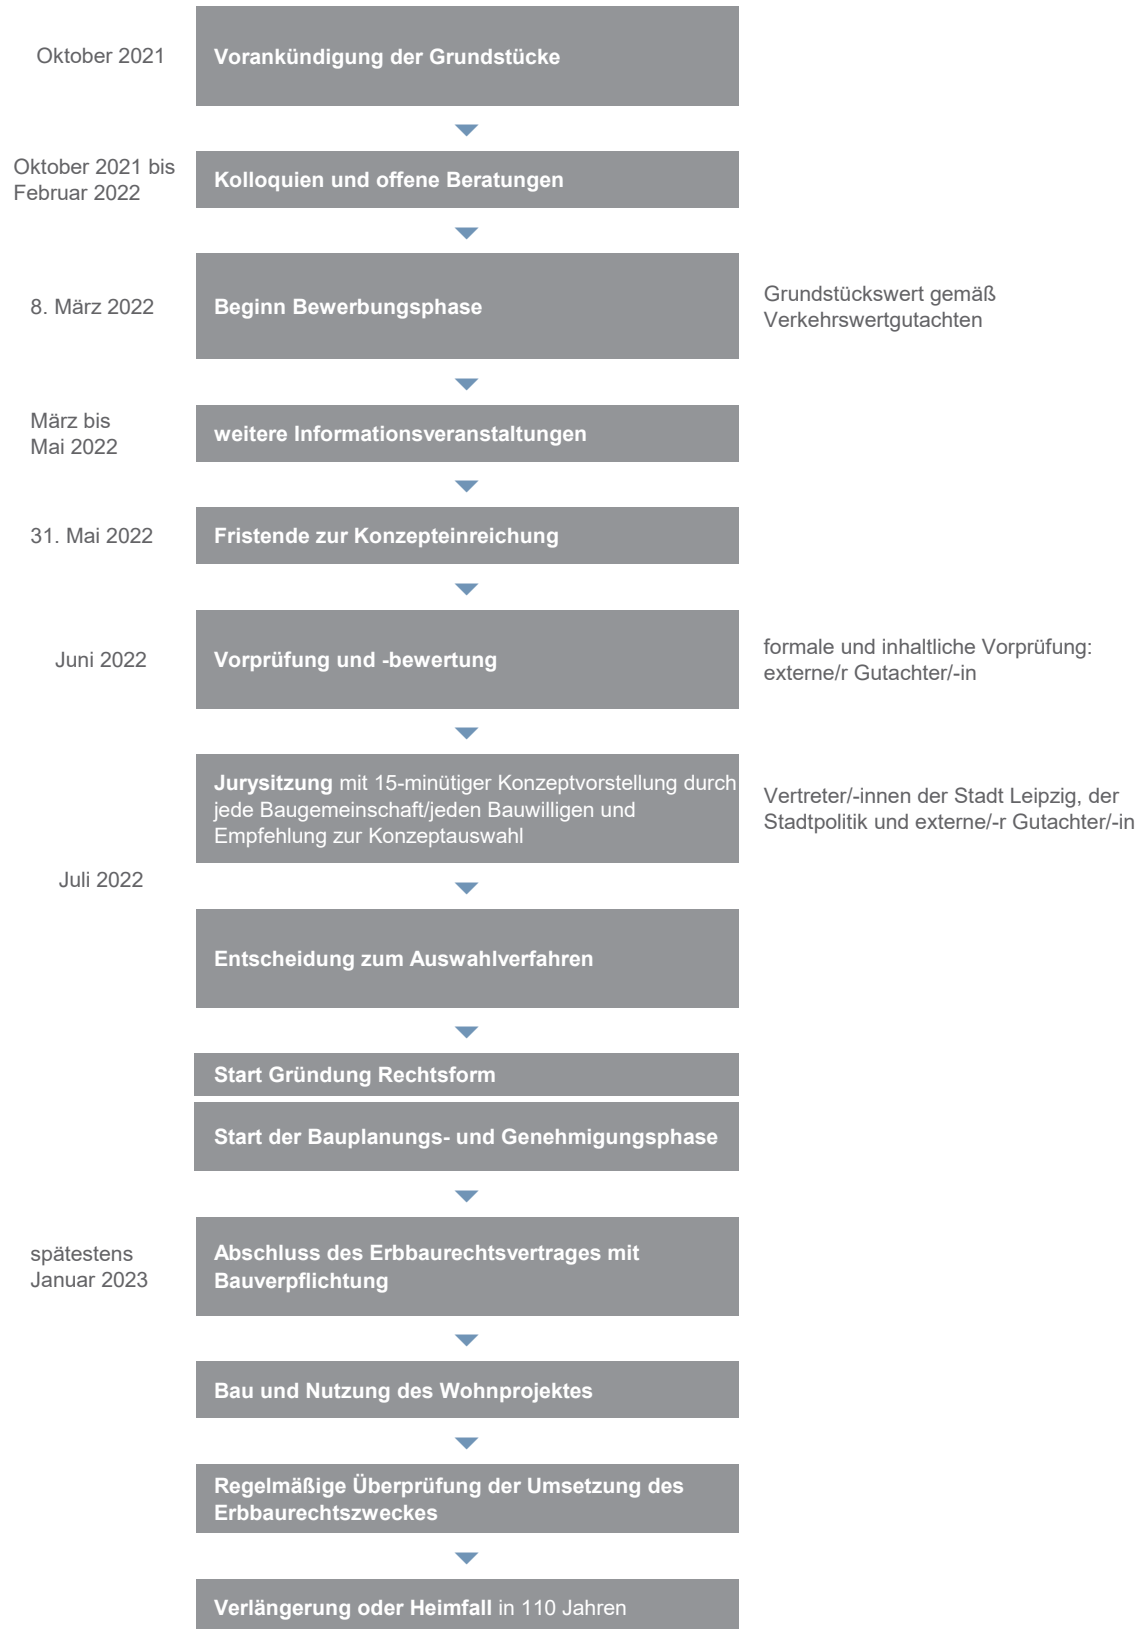 Oktober 2021
Vorankündigung der Grundstücke
Oktober 2021 bis
Februar 2022
Kolloquien und offene Beratungen
8. März 2022
Beginn Bewerbungsphase
Grundstückswert gemäß
Verkehrswertgutachten
März bis
Mai 2022
weitere Informationsveranstaltungen
31. Mai 2022
Fristende zur Konzepteinreichung
Juni 2022
Vorprüfung und -bewertung
formale und inhaltliche Vorprüfung:
externe/r Gutachter/-in
Jurysitzung mit 15-minütiger Konzeptvorstellung durch
jede Baugemeinschaft/jeden Bauwilligen und
Empfehlung zur Konzeptauswahl
Vertreter/-innen der Stadt Leipzig, der
Stadtpolitik und externe/-r Gutachter/-in
Juli 2022
Entscheidung zum Auswahlverfahren
Start Gründung Rechtsform
Start der Bauplanungs- und Genehmigungsphase
spätestens
Januar 2023
Abschluss des Erbbaurechtsvertrages mit
Bauverpflichtung
Bau und Nutzung des Wohnprojektes
Regelmäßige Überprüfung der Umsetzung des
Erbbaurechtszweckes
Verlängerung oder Heimfall in 110 Jahren